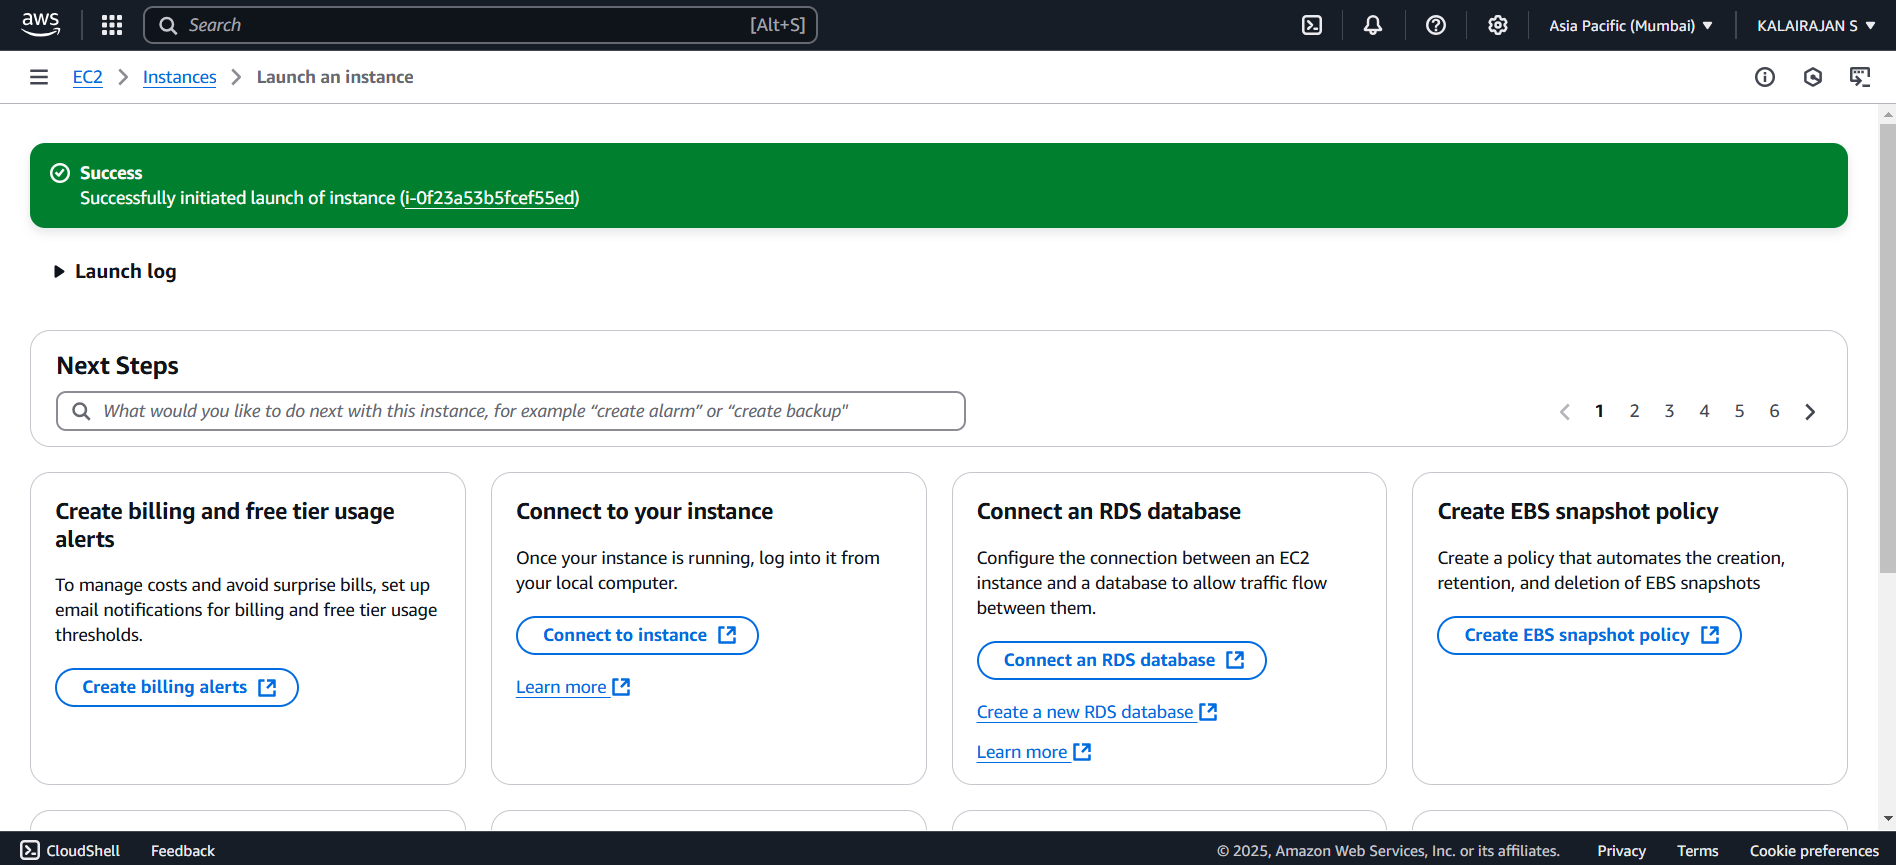 aws
Search [Alt+S]
Asia Pacific (Mumbai)
KALAIRAJAN S
EC2
Instances
Launch an instance
Success
Successfully initiated launch of instance (i-0f23a53b5fcef55ed)
Launch log
Next Steps
What would you like to do next with this instance, for example “create alarm” or “create backup"
1 2 3 4 5 6
Create billing and free tier usage
alerts
To manage costs and avoid surprise bills, set up
email notifications for billing and free tier usage
thresholds.
Create billing alerts
Connect to your instance
Once your instance is running, log into it from
your local computer.
Connect to instance
Learn more
Connect an RDS database
Configure the connection between an EC2
instance and a database to allow traffic flow
between them.
Connect an RDS database
Create a new RDS database
Learn more
Create EBS snapshot policy
Create a policy that automates the creation,
retention, and deletion of EBS snapshots
Create EBS snapshot policy
CloudShell
Feedback
© 2025, Amazon Web Services, Inc. or its affiliates.
Privacy
Terms
Cookie preferences